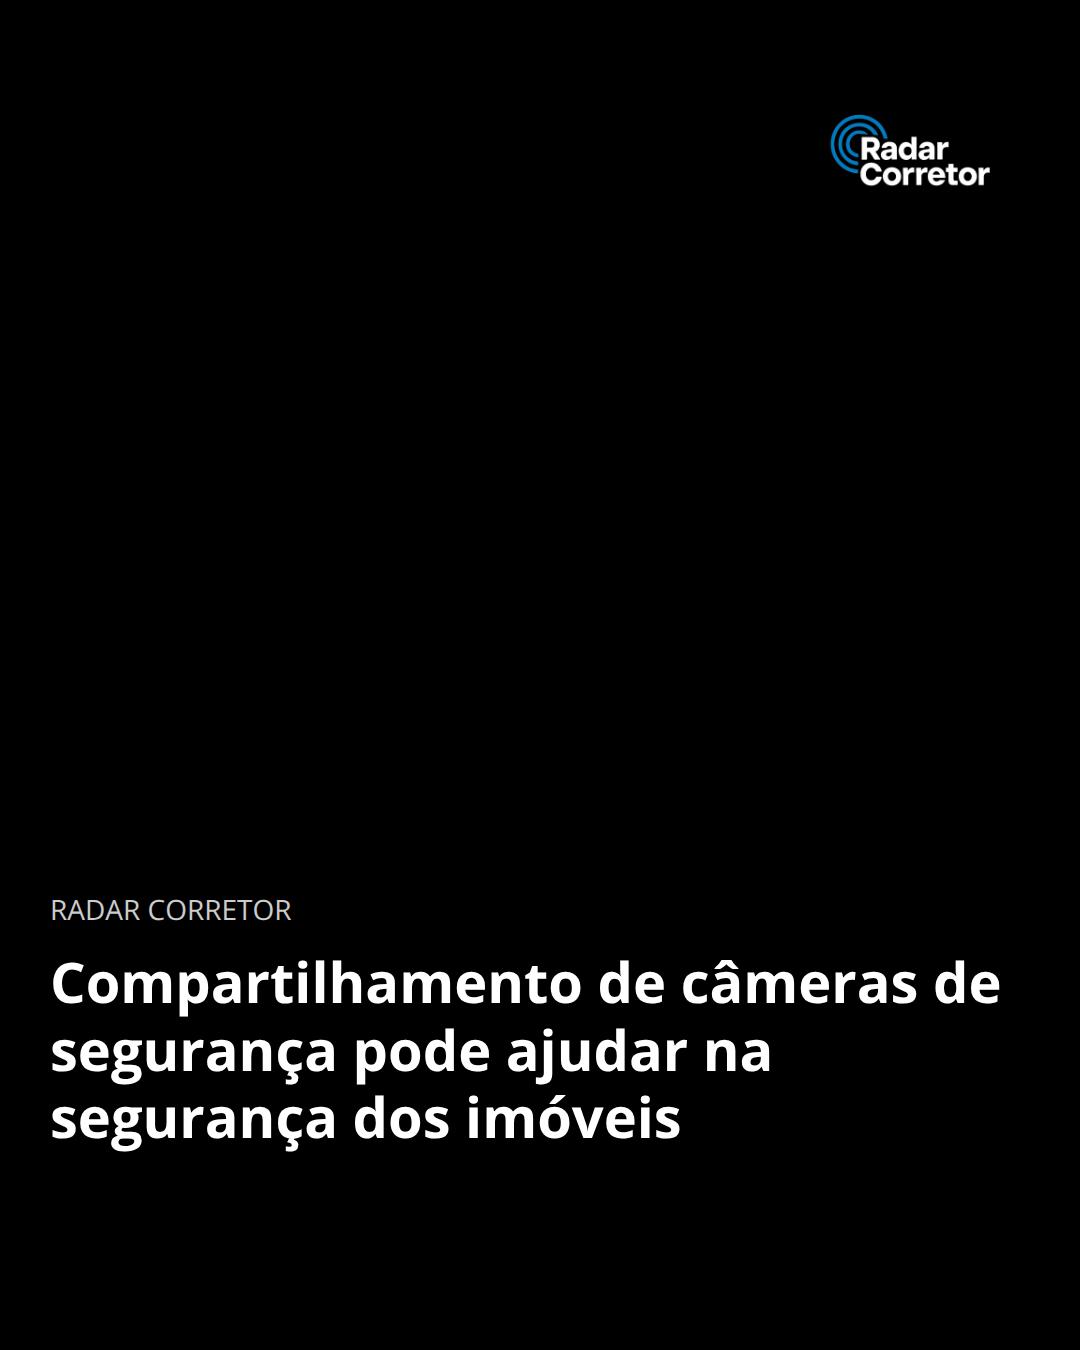 Radar
Corretor
RADAR CORRETOR
Compartilhamento de câmeras de
segurança pode ajudar na
segurança dos imóveis